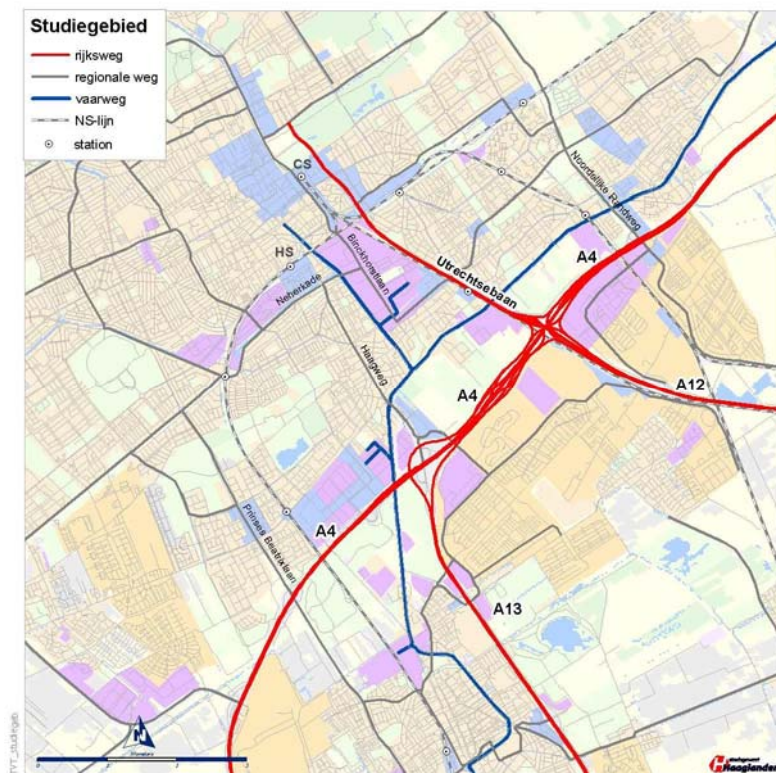 Studiegebied
rijksweg
regionale weg
vaarweg
NS-lijn
station
CS
HS
Noordelijke Randweg
Binckhorstlaan
Neherkade
Utrechtsebaan
A4
Haagweg
A4
A12
A4
Prinses Beatrixlaan
A13
N
Haaglanden